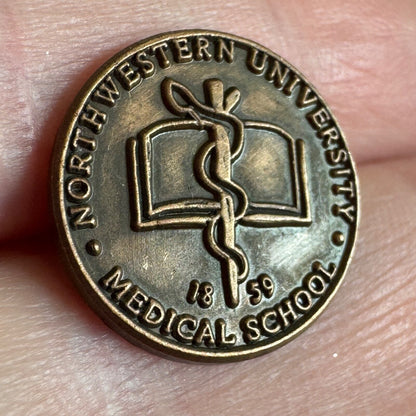 NORTHWESTERN UNIVERSITY
18 59
MEDICAL SCHOOL